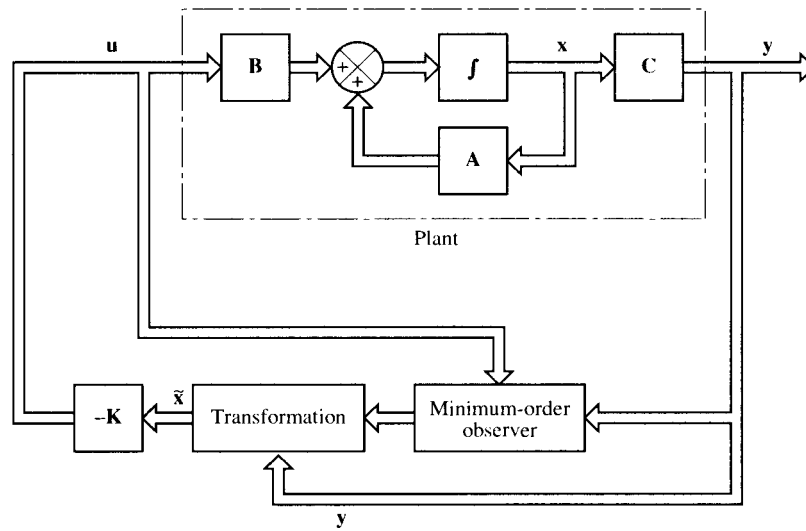 u
B
+
+
∫
x
C
y
A
Plant
–K
x̃
Transformation
Minimum-order
observer
y